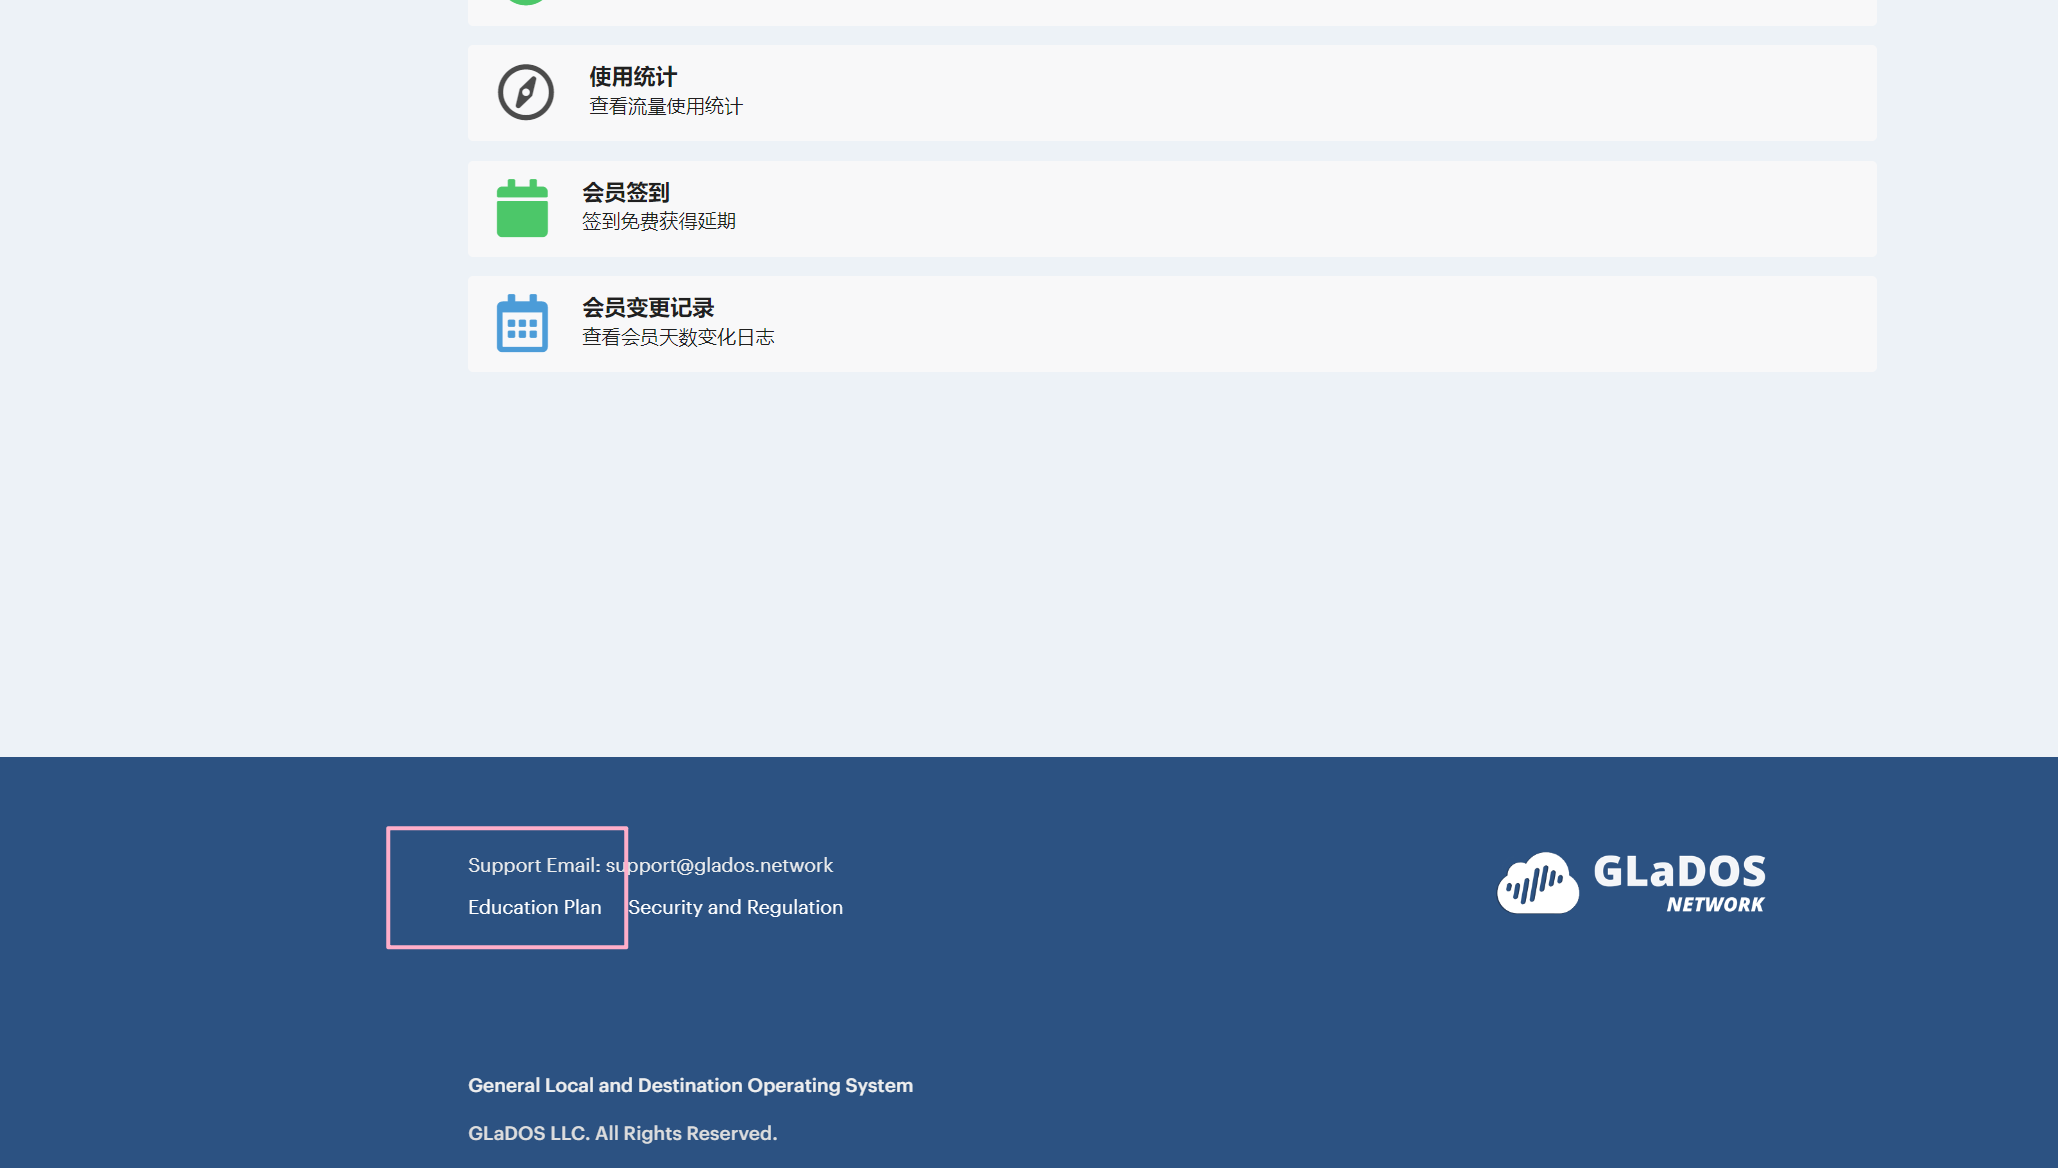 使用统计
查看流量使用统计
会员签到
签到免费获得延期
会员变更记录
查看会员天数变化日志
Support Email: support@glados.network
Education Plan Security and Regulation
GLaDOS
NETWORK
General Local and Destination Operating System
GLaDOS LLC. All Rights Reserved.